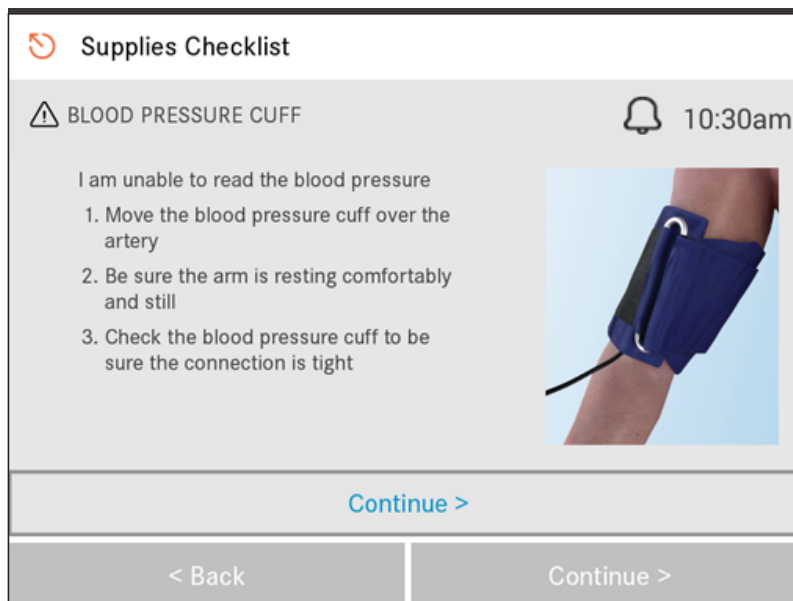 Supplies Checklist
BLOOD PRESSURE CUFF
10:30am
I am unable to read the blood pressure
1. Move the blood pressure cuff over the
artery
2. Be sure the arm is resting comfortably
and still
3. Check the blood pressure cuff to be
sure the connection is tight
Continue >
< Back
Continue >